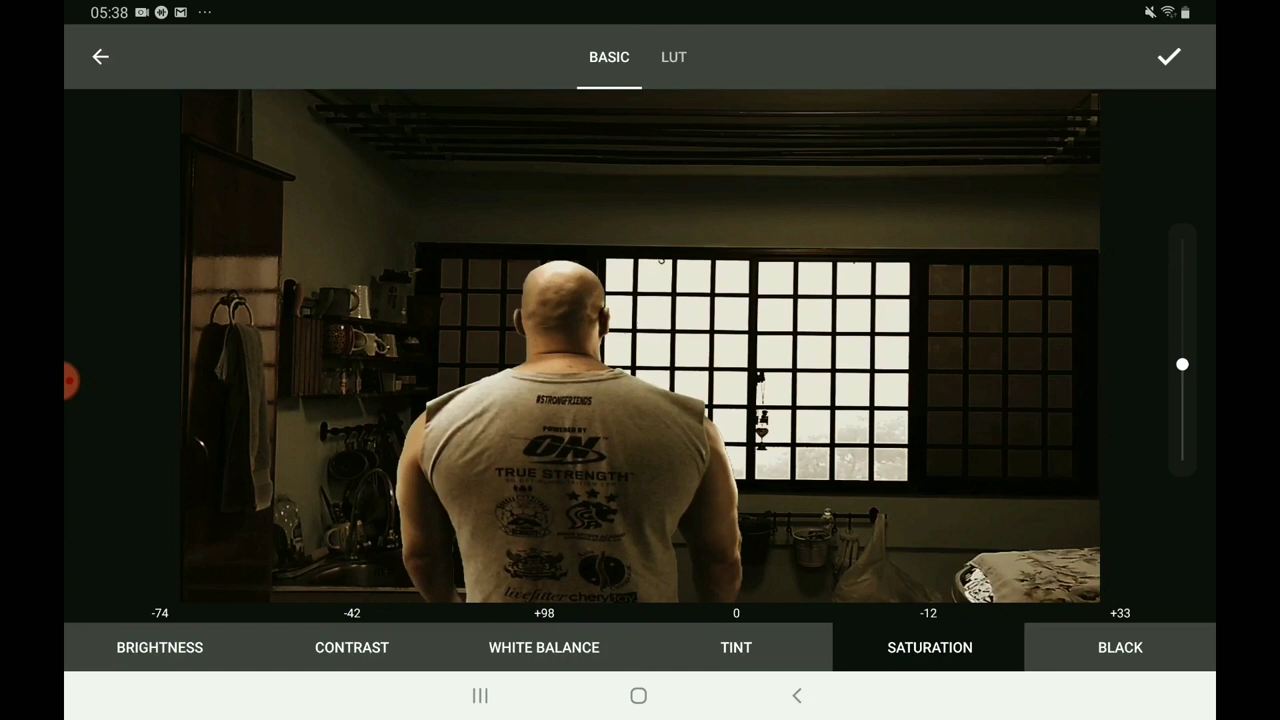 05:38
BASIC LUT
#STRONGFRIENDS
POWERED BY
ON
TRUE STRENGTH
-74 -42 +98 0 -12 +33
BRIGHTNESS CONTRAST WHITE BALANCE TINT SATURATION BLACK